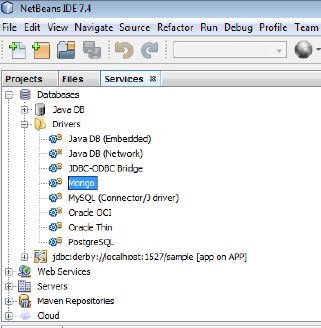 NetBeans IDE 7.4
File Edit View Navigate Source Refactor Run Debug Profile Team
Projects Files Services
Databases
Java DB
Drivers
Java DB (Embedded)
Java DB (Network)
JDBC-ODBC Bridge
Mongo
MySQL (Connector/J driver)
Oracle OCI
Oracle Thin
PostgreSQL
jdbc:derby://localhost:1527/sample [app on APP]
Web Services
Servers
Maven Repositories
Cloud